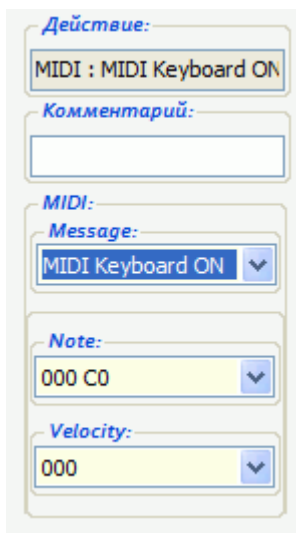 Действие:
MIDI : MIDI Keyboard ON
Комментарий:
MIDI:
Message:
MIDI Keyboard ON
Note:
000 C0
Velocity:
000